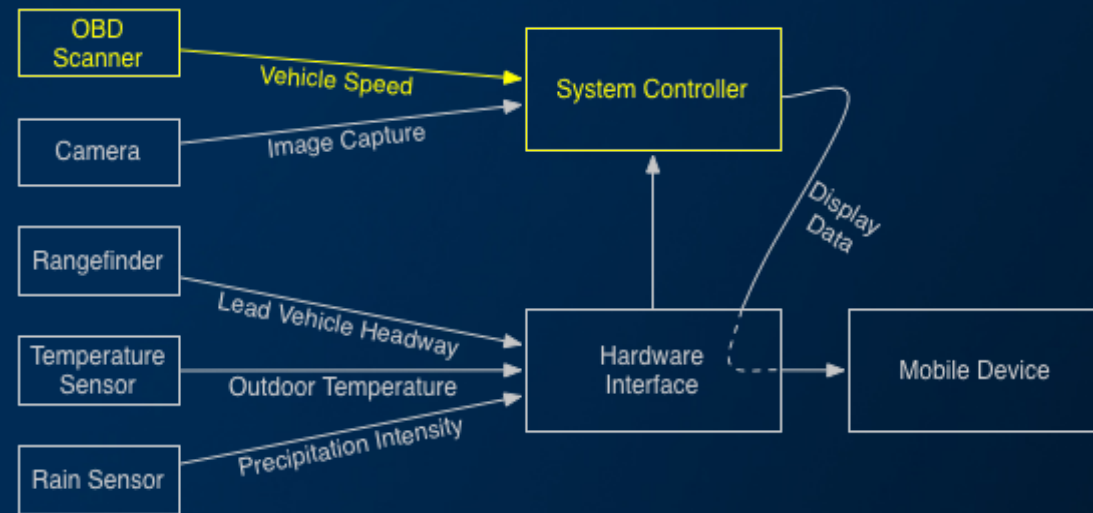 OBD
Scanner
Vehicle Speed
System Controller
Camera
Image Capture
Display
Data
Rangefinder
Lead Vehicle Headway
Temperature
Sensor
Outdoor Temperature
Hardware
Interface
Mobile Device
Precipitation Intensity
Rain Sensor